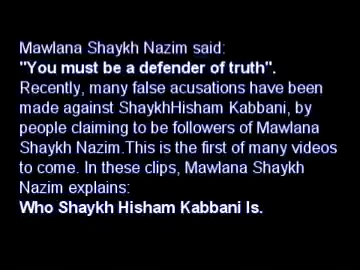 Mawlana Shaykh Nazim said:
"You must be a defender of truth".
Recently, many false acusations have been
made against ShaykhHisham Kabbani, by
people claiming to be followers of Mawlana
Shaykh Nazim.This is the first of many videos
to come. In these clips, Mawlana Shaykh
Nazim explains:
Who Shaykh Hisham Kabbani Is.